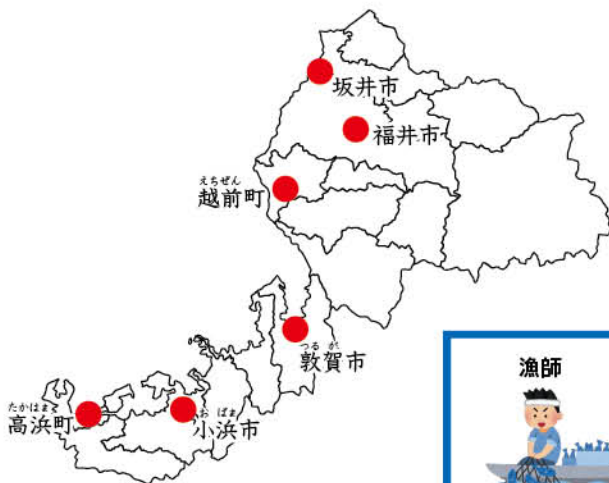 坂井市
福井市
えちぜん
越前町
つるが
敦賀市
たかはま
高浜町
おばま
小浜市
漁師